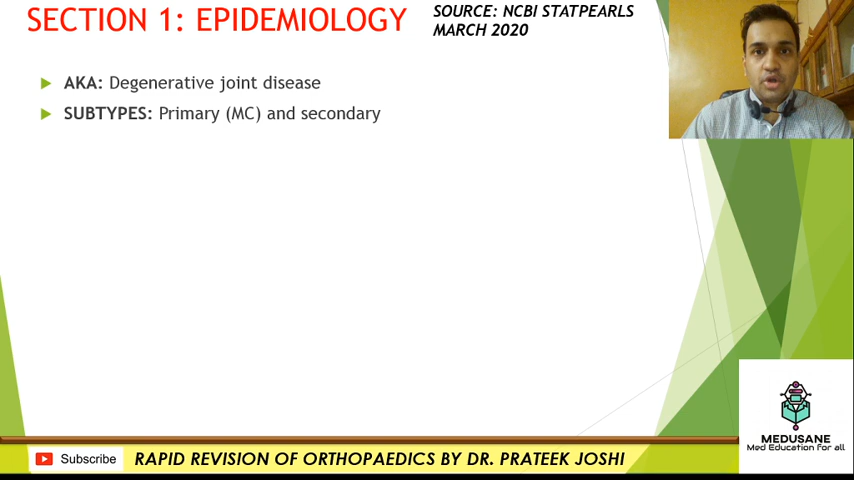 SECTION 1: EPIDEMIOLOGY
SOURCE: NCBI STATPEARLS
MARCH 2020
AKA: Degenerative joint disease
SUBTYPES: Primary (MC) and secondary
MEDUSANE
Med Education For all
Subscribe
RAPID REVISION OF ORTHOPAEDICS BY DR. PRATEEK JOSHI